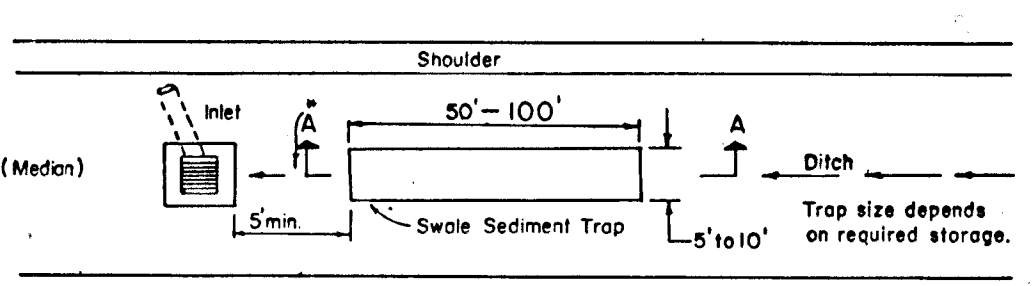 Shoulder
Inlet
A*
50'-100'
A
(Median)
Ditch
5'min.
Swale Sediment Trap
5'to10'
Trap size depends
on required storage.